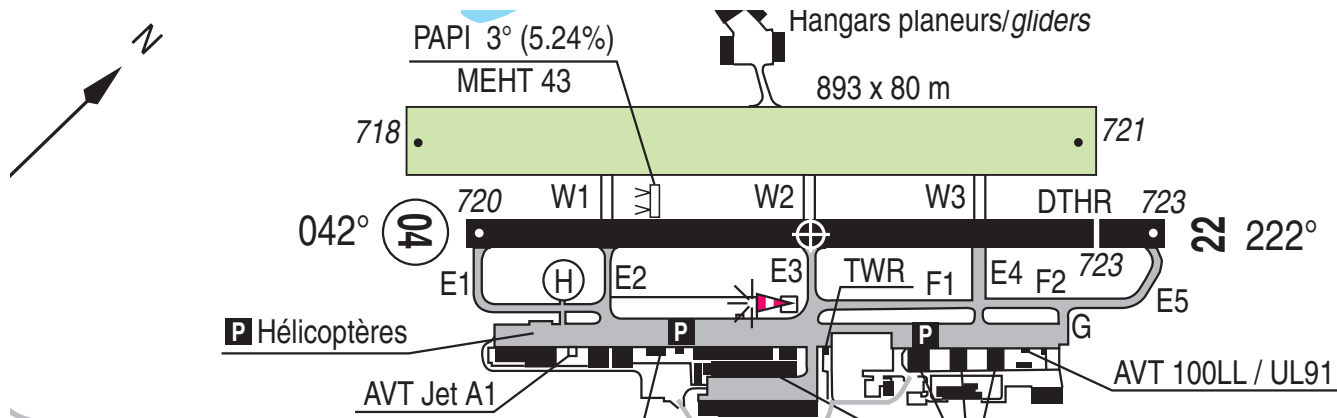 N
Hangars planeurs/gliders
PAPI 3° (5.24%)
MEHT 43
893 x 80 m
718
721
W1
W2
W3
DTHR
723
720
042°
04
22
222°
723
E1
H
E2
E3
TWR
F1
E4
F2
E5
P Hélicoptères
P
P
G
AVT Jet A1
AVT 100LL / UL91